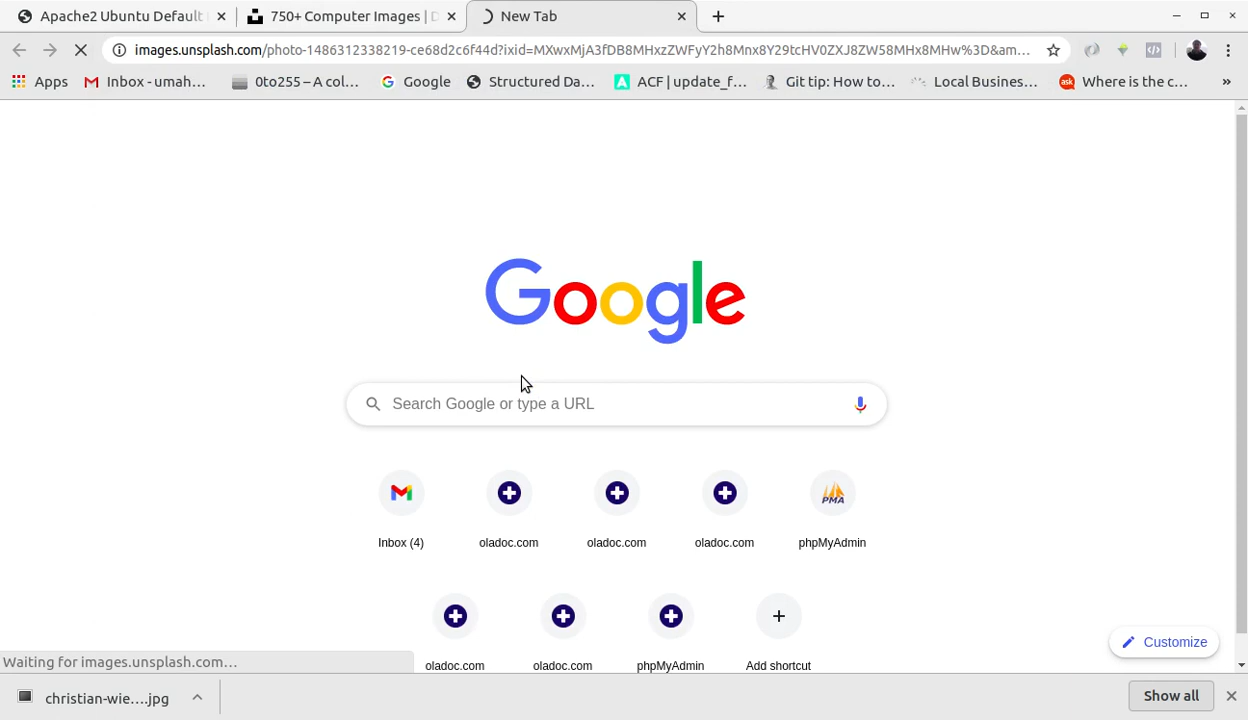 Apache2 Ubuntu Default
750+ Computer Images | D
New Tab
images.unsplash.com/photo-1486312338219-ce68d2c6f44d?ixid=MXwxMjA3fDB8MHxzZWFyY2h8Mnx8Y29tcHV0ZXJ8ZW58MHx8MHw%3D&am...
Apps
Inbox - umah...
0to255 – A col...
Google
Structured Da...
ACF | update_f...
Git tip: How to...
Local Business...
ask
Where is the c...
»
Google
Search Google or type a URL
PMA
Inbox (4)
oladoc.com
oladoc.com
oladoc.com
phpMyAdmin
oladoc.com
oladoc.com
phpMyAdmin
Add shortcut
Customize
Waiting for images.unsplash.com…
christian-wie....jpg
Show all